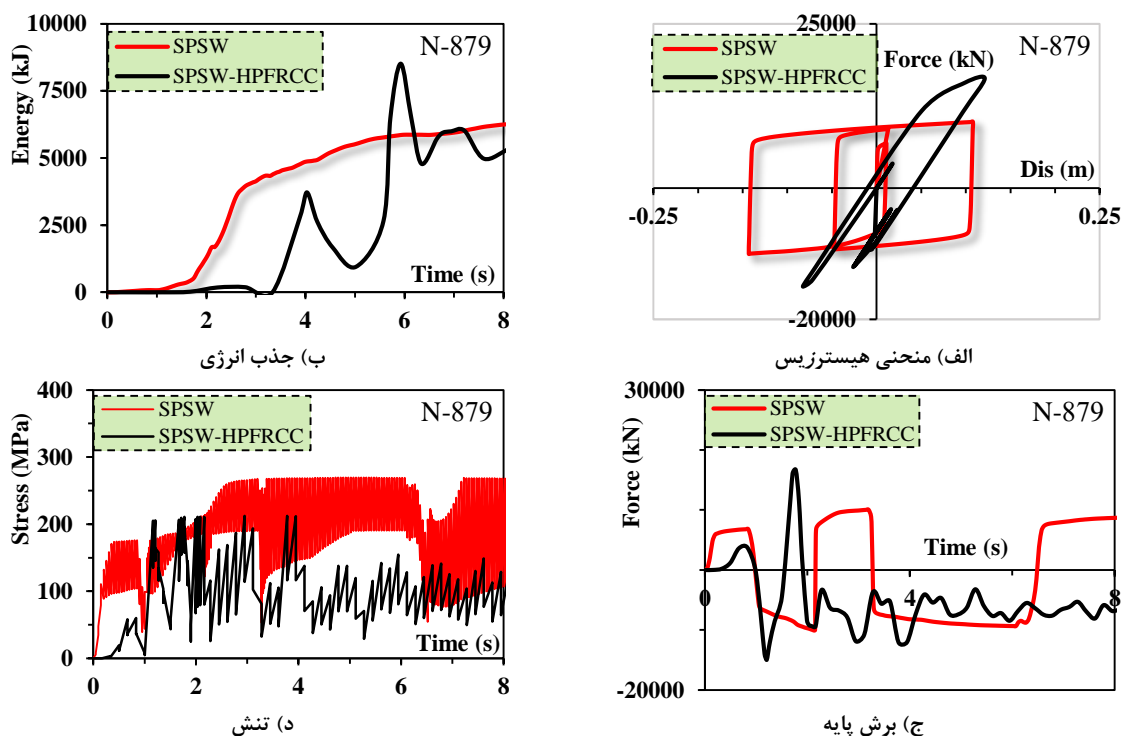 10000
7500
5000
2500
0
Energy (kJ)
SPSW
SPSW-HPFRCC
N-879
Time (s)
0 2 4 6 8
ب) جذب انرژی
25000
SPSW
SPSW-HPFRCC
N-879
Force (kN)
Dis (m)
-0.25 0.25
-20000
الف) منحنی هیسترزیس
400
300
200
100
0
Stress (MPa)
SPSW
SPSW-HPFRCC
N-879
Time (s)
0 2 4 6 8
د) تنش
30000
Force (kN)
SPSW
SPSW-HPFRCC
N-879
Time (s)
0 4 8
-20000
ج) برش پایه